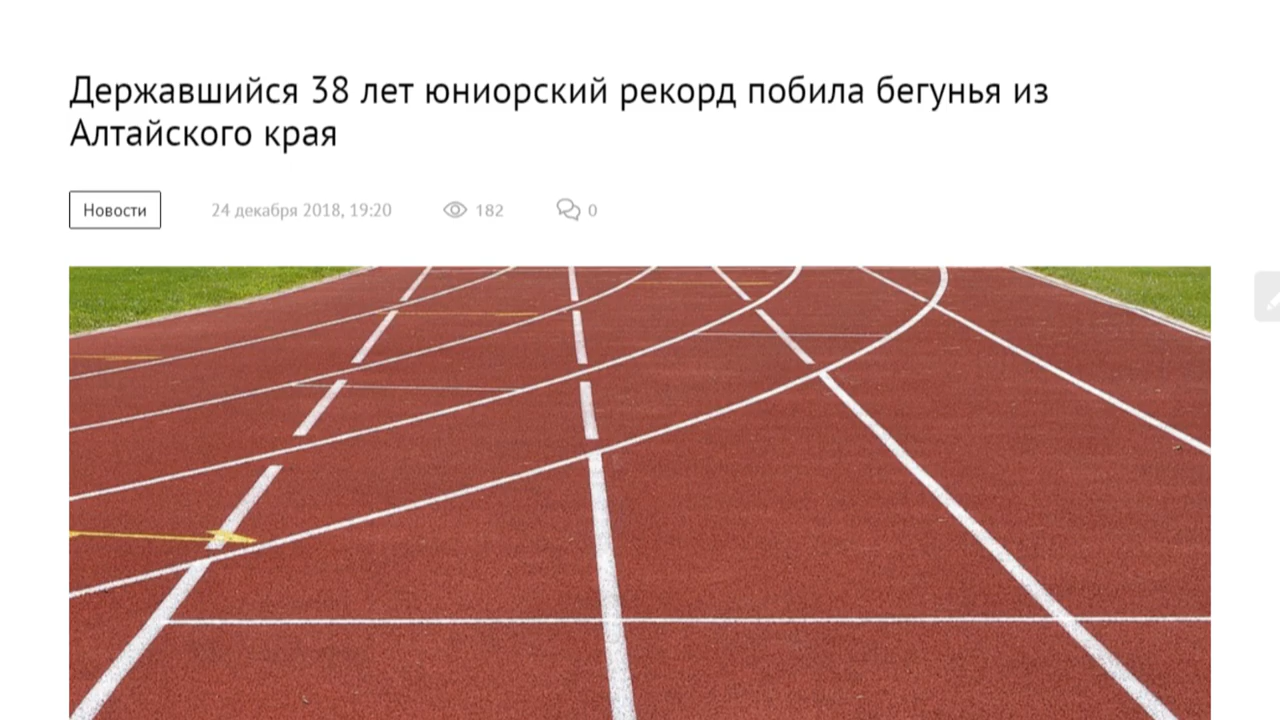 Державшийся 38 лет юниорский рекорд побила бегунья из
Алтайского края
Новости 24 декабря 2018, 19:20 182 0